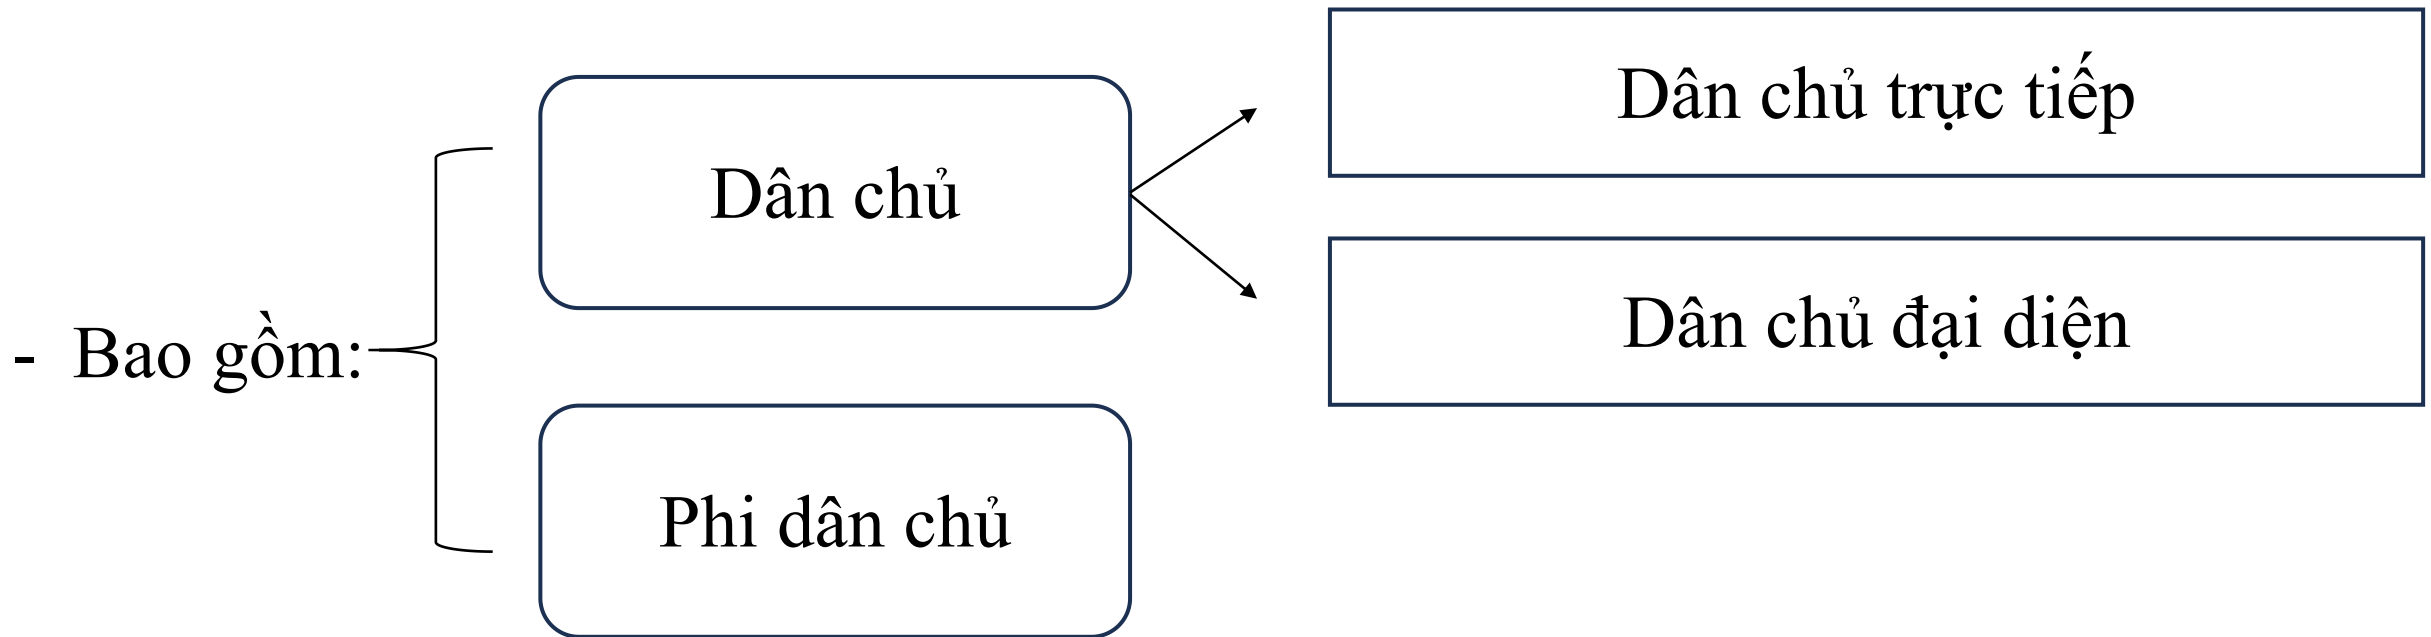 - Bao gồm:
Dân chủ
Dân chủ trực tiếp
Dân chủ đại diện
Phi dân chủ